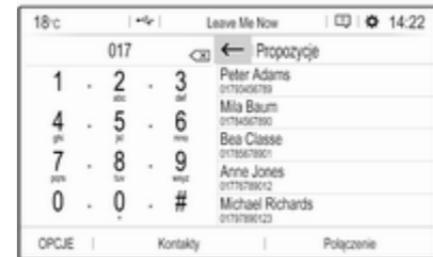 18°C Leave Me Now 14:22
017 ← Propozycje
1 . 2 . 3
abc def
4 . 5 . 6
ghi jkl mno
7 . 8 . 9
pqrs tuv wxyz
0 . 0 . #
+
Peter Adams
01793456789
Mila Baum
01784567890
Bea Classe
01785678901
Anne Jones
01776789012
Michael Richards
01797890123
OPCJE Kontakty Połączenie